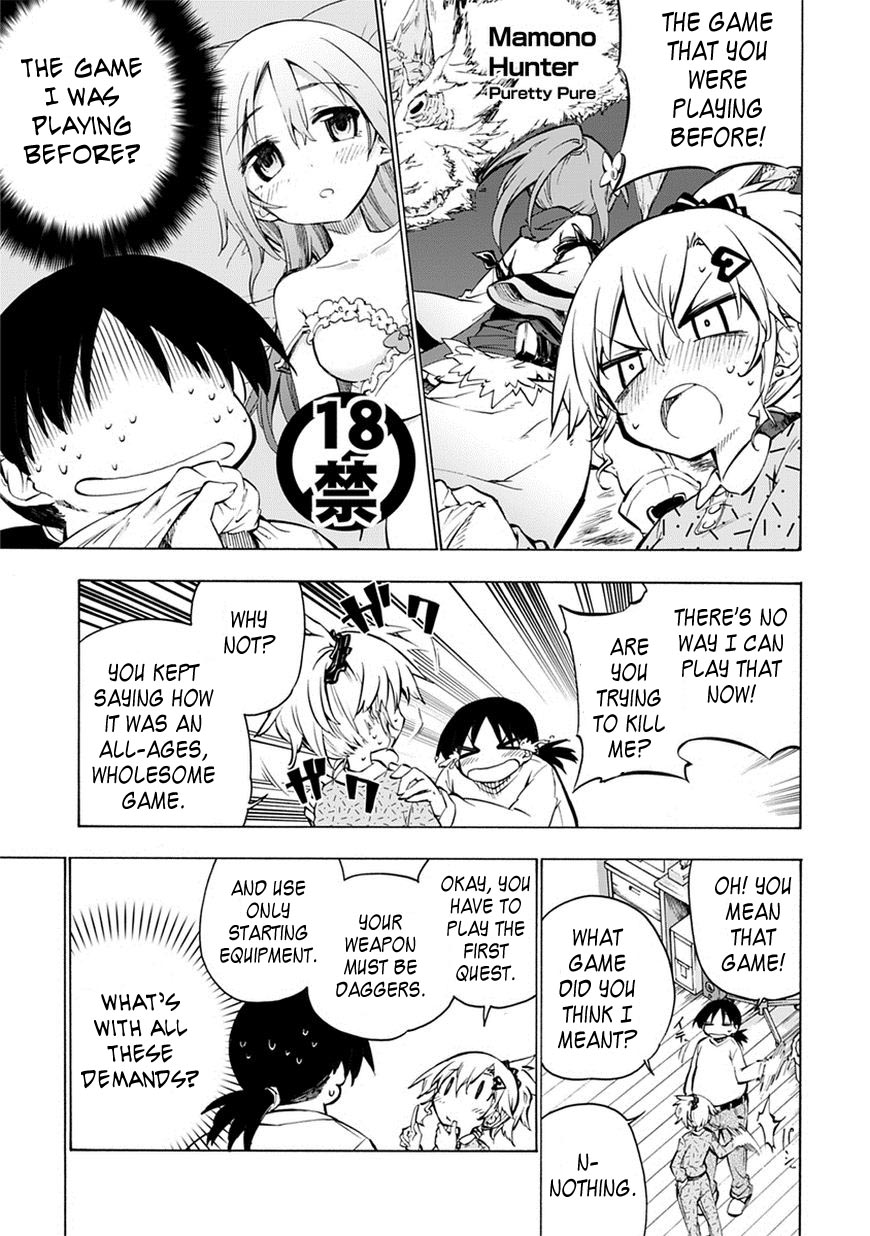 THE GAME
THAT YOU
WERE
PLAYING
BEFORE!
Mamono
Hunter
Puretty Pure
THE GAME
I WAS
PLAYING
BEFORE?
18
禁
THERE'S NO
WAY I CAN
PLAY THAT
NOW!
ARE
YOU
TRYING
TO KILL
ME?
ガク
ガク
WHY
NOT?
YOU KEPT
SAYING HOW
IT WAS AN
ALL-AGES,
WHOLESOME
GAME.
OH! YOU
MEAN
THAT
GAME!
WHAT
GAME
DID YOU
THINK I
MEANT?
N-
NOTHING.
OKAY, YOU
HAVE TO
PLAY THE
FIRST
QUEST.
YOUR
WEAPON
MUST BE
DAGGERS.
AND USE
ONLY
STARTING
EQUIPMENT.
WHAT'S
WITH ALL
THESE
DEMANDS?